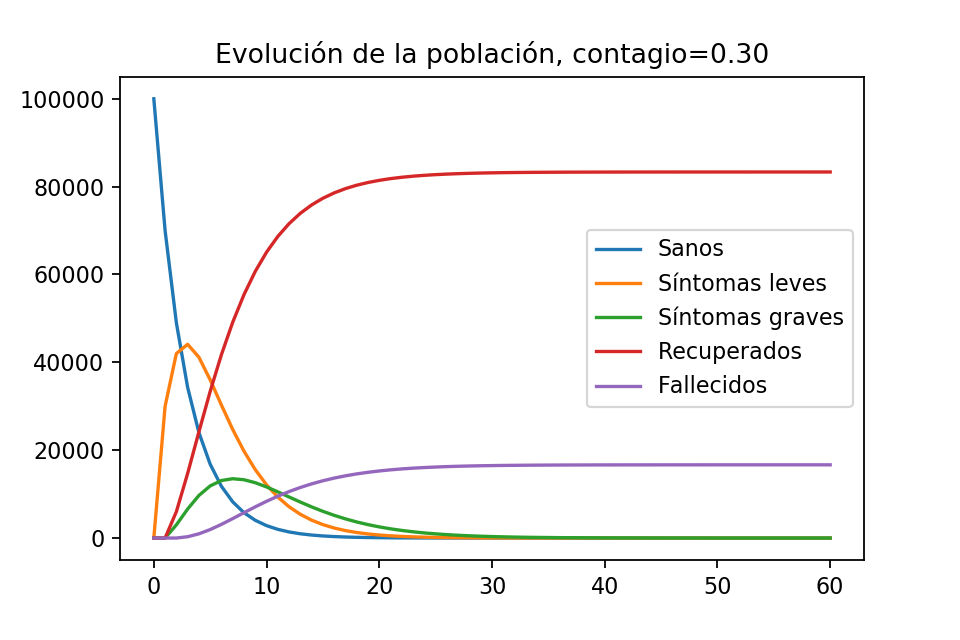 Evolución de la población, contagio=0.30
100000
80000
60000
40000
20000
0
Sanos
Síntomas leves
Síntomas graves
Recuperados
Fallecidos
0 10 20 30 40 50 60